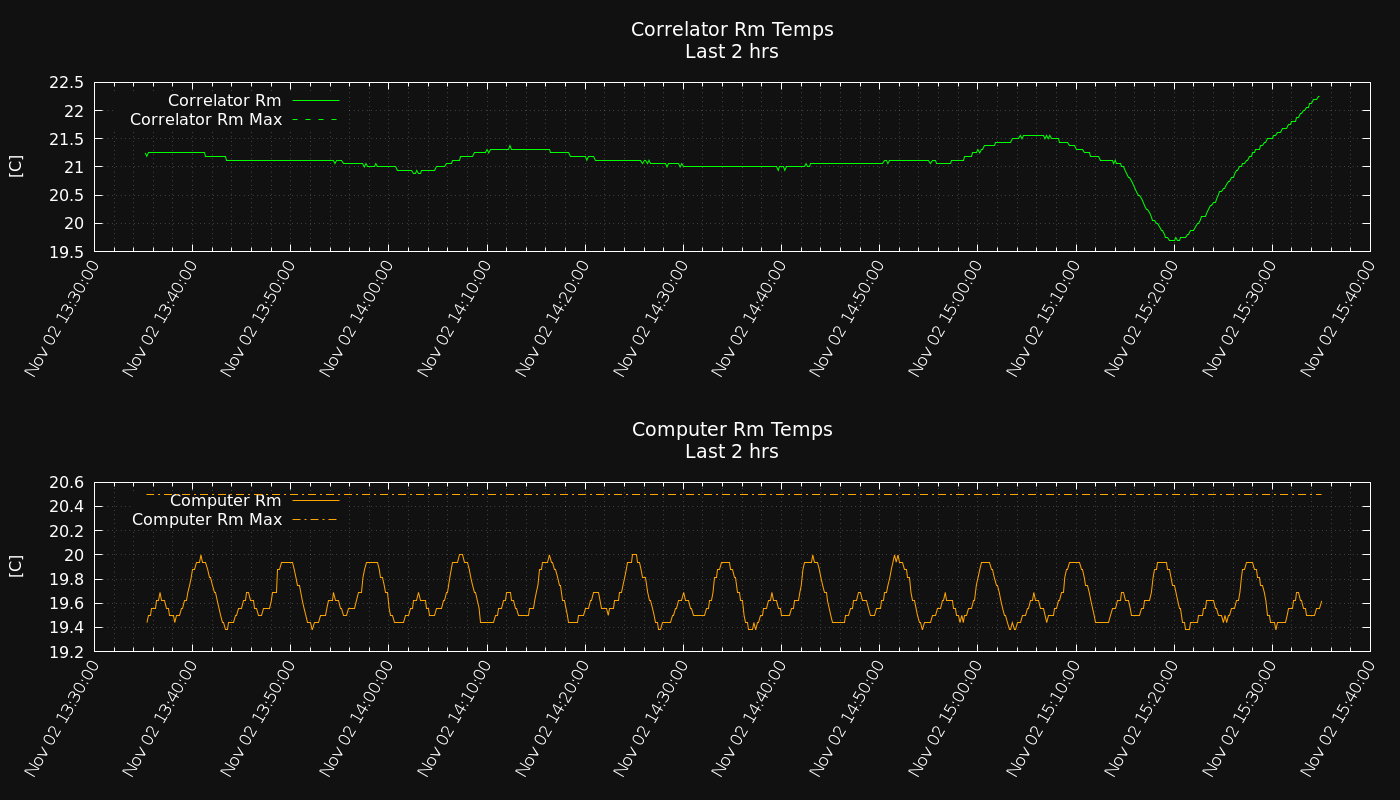 Correlator Rm Temps
Last 2 hrs
22.5
22
21.5
21
20.5
20
19.5
[C]
Correlator Rm
Correlator Rm Max
Nov 02 13:30:00
Nov 02 13:40:00
Nov 02 13:50:00
Nov 02 14:00:00
Nov 02 14:10:00
Nov 02 14:20:00
Nov 02 14:30:00
Nov 02 14:40:00
Nov 02 14:50:00
Nov 02 15:00:00
Nov 02 15:10:00
Nov 02 15:20:00
Nov 02 15:30:00
Nov 02 15:40:00
Computer Rm Temps
Last 2 hrs
20.6
20.4
20.2
20
19.8
19.6
19.4
19.2
[C]
Computer Rm
Computer Rm Max
Nov 02 13:30:00
Nov 02 13:40:00
Nov 02 13:50:00
Nov 02 14:00:00
Nov 02 14:10:00
Nov 02 14:20:00
Nov 02 14:30:00
Nov 02 14:40:00
Nov 02 14:50:00
Nov 02 15:00:00
Nov 02 15:10:00
Nov 02 15:20:00
Nov 02 15:30:00
Nov 02 15:40:00